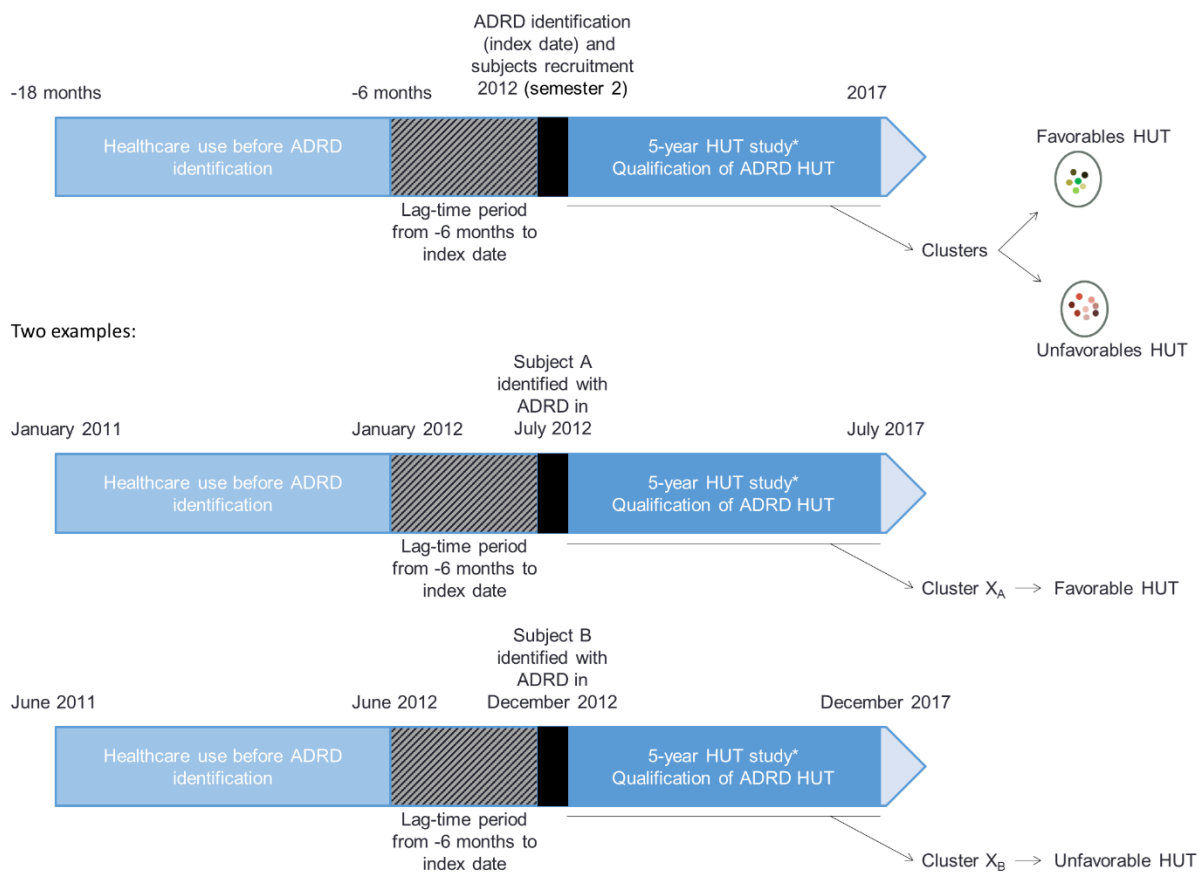 ADRD identification
(index date) and
subjects recruitment
2012 (semester 2)
-18 months
-6 months
2017
Healthcare use before ADRD
identification
5-year HUT study*
Qualification of ADRD HUT
Lag-time period
from -6 months to
index date
Favorables HUT
Clusters
Unfavorables HUT
Two examples:
Subject A
identified with
ADRD in
July 2012
January 2011
January 2012
July 2017
Healthcare use before ADRD
identification
5-year HUT study*
Qualification of ADRD HUT
Lag-time period
from -6 months to
index date
Cluster XA
Favorable HUT
Subject B
identified with
ADRD in
December 2012
June 2011
June 2012
December 2017
Healthcare use before ADRD
identification
5-year HUT study*
Qualification of ADRD HUT
Lag-time period
from -6 months to
index date
Cluster XB
Unfavorable HUT